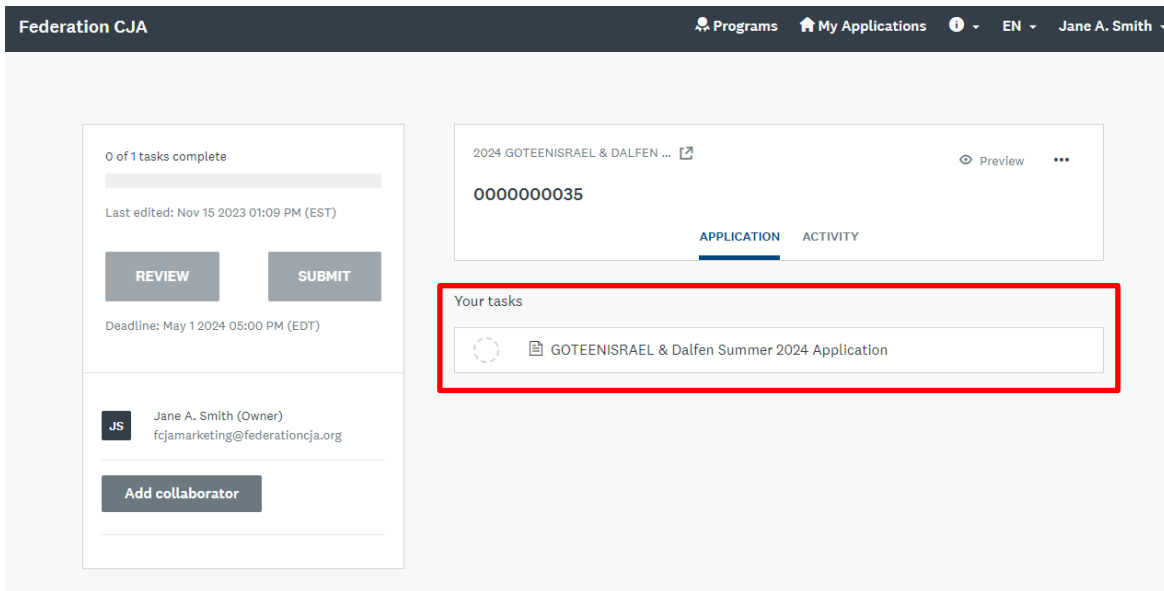 Federation CJA
Programs
My Applications
EN
Jane A. Smith
0 of 1 tasks complete
Last edited: Nov 15 2023 01:09 PM (EST)
REVIEW
SUBMIT
Deadline: May 1 2024 05:00 PM (EDT)
JS
Jane A. Smith (Owner)
fcjamarketing@federationcja.org
Add collaborator
2024 GOTEENISRAEL & DALFEN ...
Preview
0000000035
APPLICATION
ACTIVITY
Your tasks
GOTEENISRAEL & Dalfen Summer 2024 Application